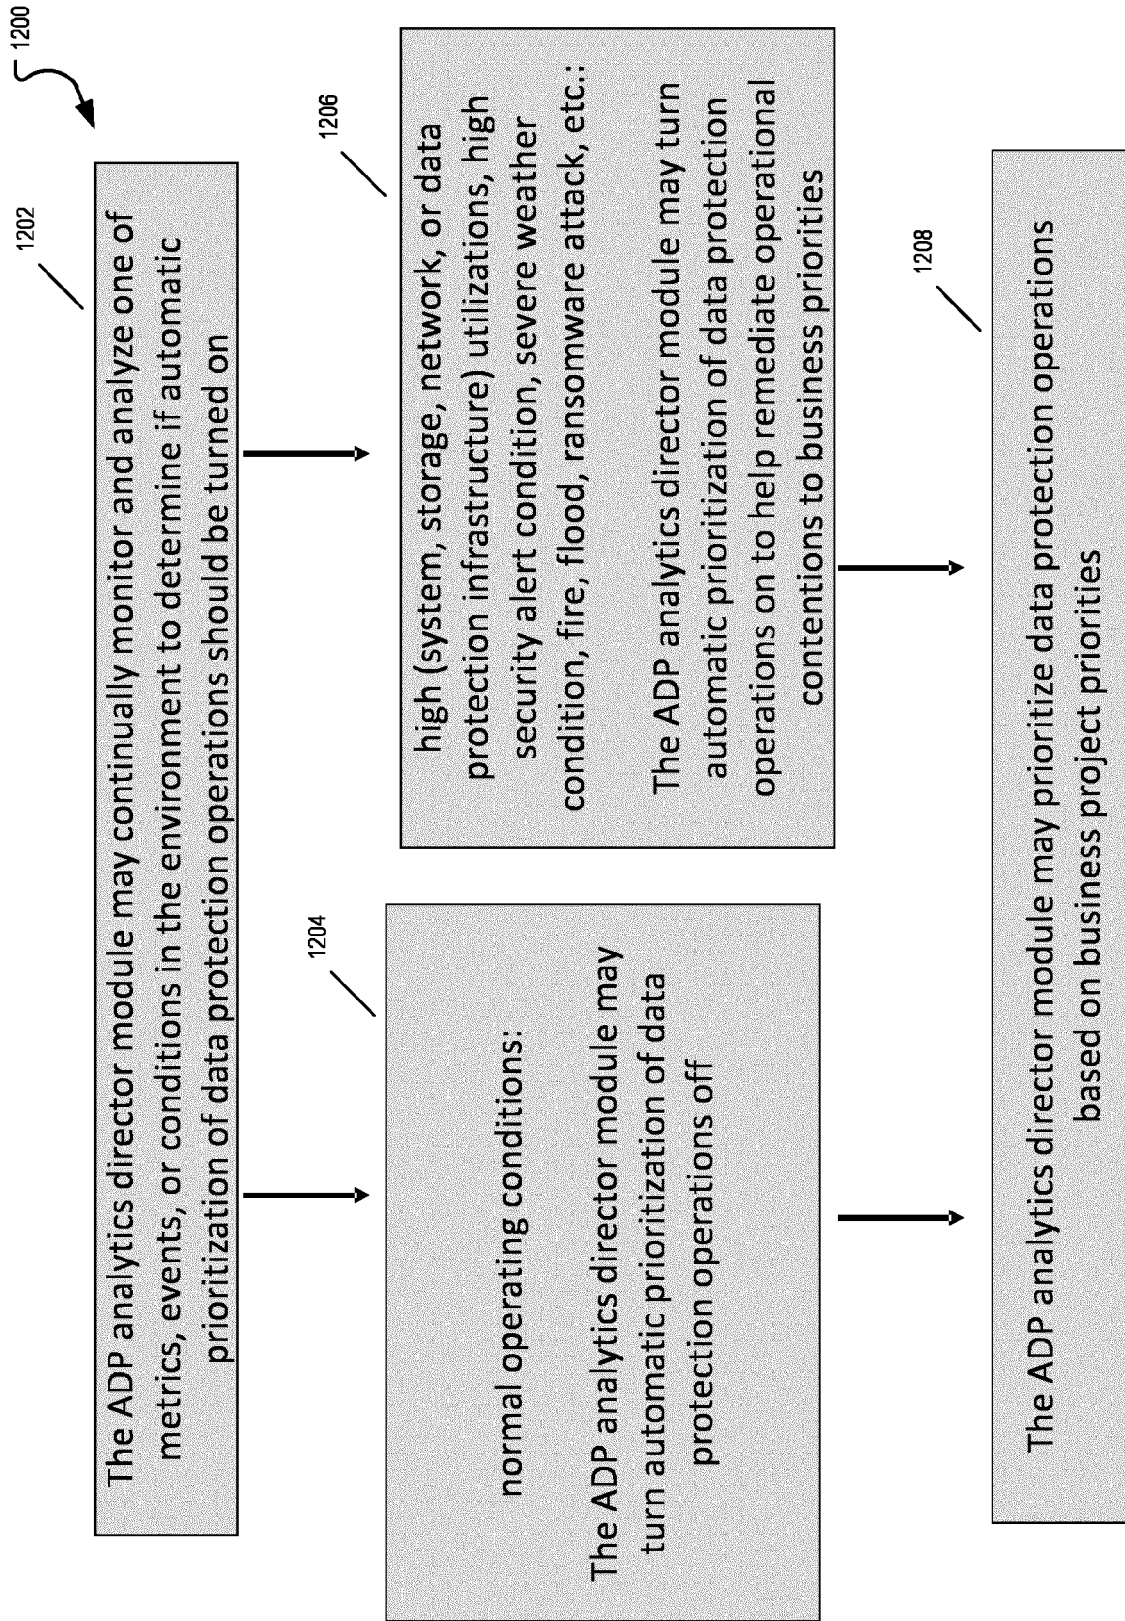 1200
1202
The ADP analytics director module may continually monitor and analyze one of
metrics, events, or conditions in the environment to determine if automatic
prioritization of data protection operations should be turned on
1204
normal operating conditions:
The ADP analytics director module may
turn automatic prioritization of data
protection operations off
1206
high (system, storage, network, or data
protection infrastructure) utilizations, high
security alert condition, severe weather
condition, fire, flood, ransomware attack, etc.:
The ADP analytics director module may turn
automatic prioritization of data protection
operations on to help remediate operational
contentions to business priorities
1208
The ADP analytics director module may prioritize data protection operations
based on business project priorities